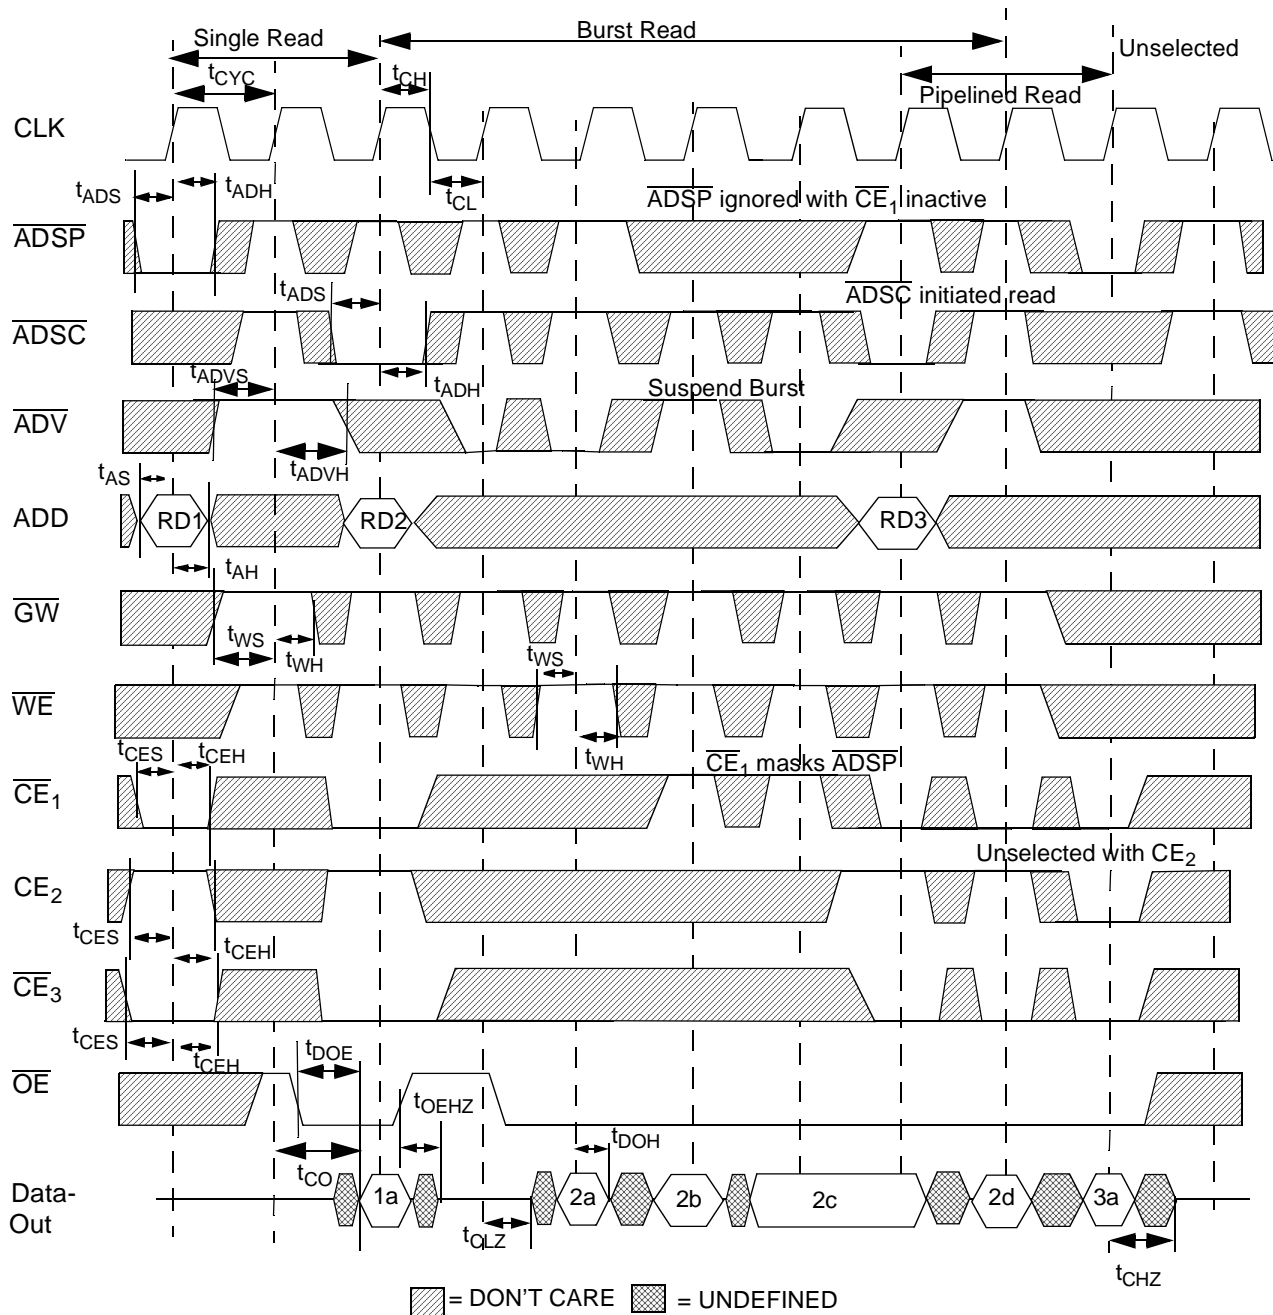 Single Read
Burst Read
Unselected
tCYC
tCH
Pipelined Read
CLK
tADS
tADH
tCL
ADSP ignored with CE1 inactive
ADSP
tADS
ADSC initiated read
ADSC
tADVS
tADH
Suspend Burst
ADV
tADVH
tAS
ADD
RD1
RD2
RD3
tAH
GW
tWS
tWH
tWS
WE
tCES
tCEH
tWH
CE1 masks ADSP
CE1
Unselected with CE2
CE2
tCES
tCEH
CE3
tCES
tCEH
tDOE
OE
tOEHZ
tDOH
tCO
Data-
Out
1a
2a
2b
2c
2d
3a
tCLZ
tCHZ
= DON'T CARE
= UNDEFINED